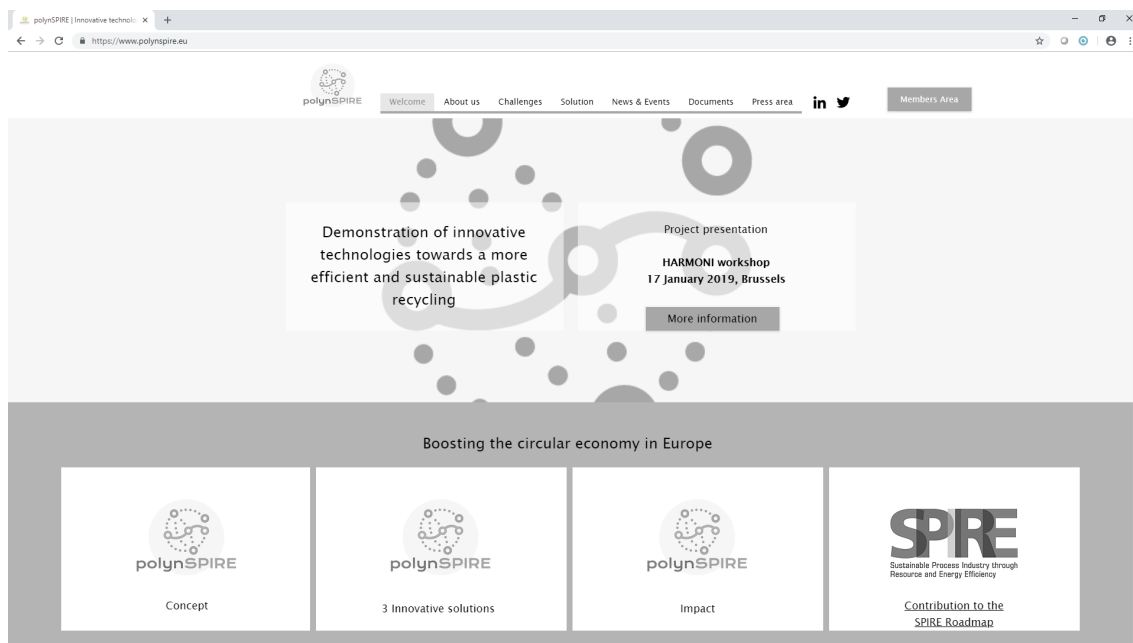 polynSPIRE | Innovative technolo
https://www.polynspire.eu
polynSPIRE
Welcome About us Challenges Solution News & Events Documents Press area in Members Area
Demonstration of innovative
technologies towards a more
efficient and sustainable plastic
recycling
Project presentation
HARMONI workshop
17 January 2019, Brussels
More information
Boosting the circular economy in Europe
polynSPIRE
Concept
polynSPIRE
3 Innovative solutions
polynSPIRE
Impact
SPIRE
Sustainable Process Industry through
Resource and Energy Efficiency
Contribution to the
SPIRE Roadmap